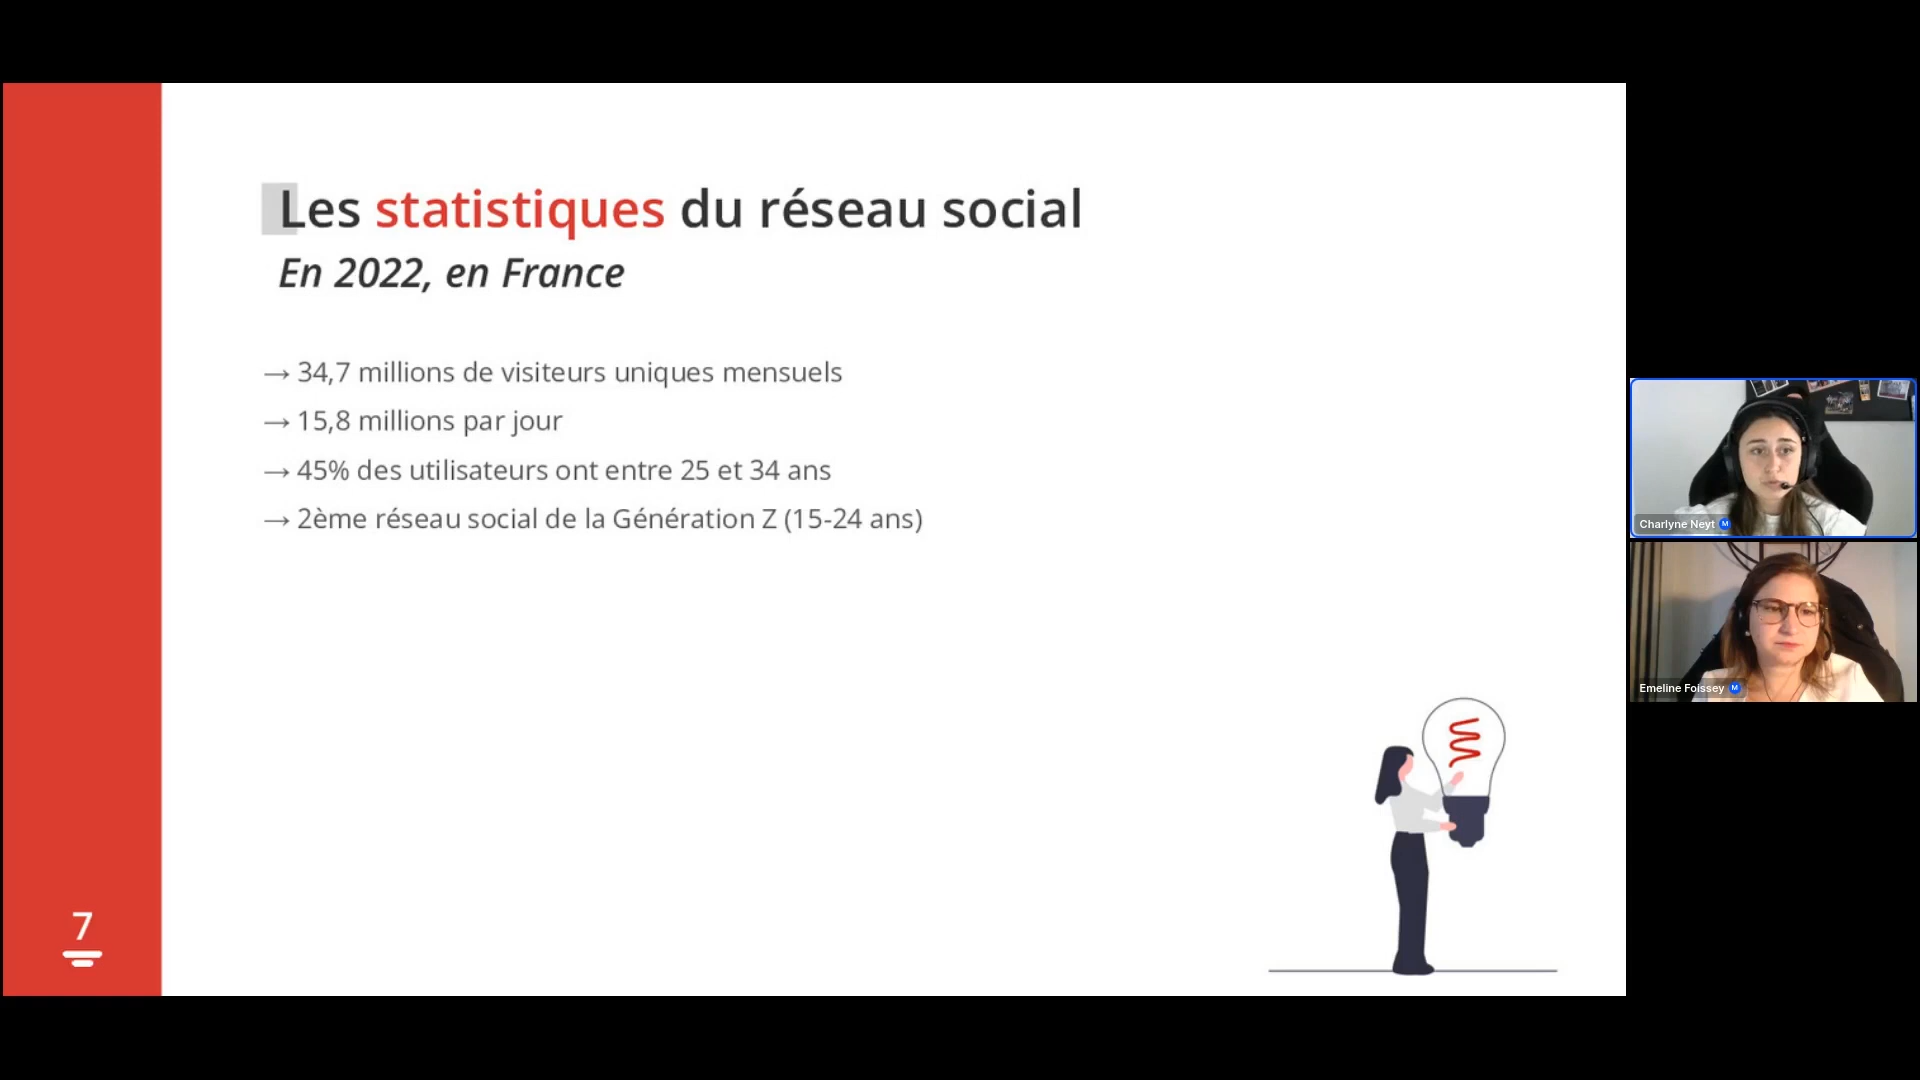 Les statistiques du réseau social
En 2022, en France
→ 34,7 millions de visiteurs uniques mensuels
→ 15,8 millions par jour
→ 45% des utilisateurs ont entre 25 et 34 ans
→ 2ème réseau social de la Génération Z (15-24 ans)
7
Charlyne Neyt M
Emeline Foissey M